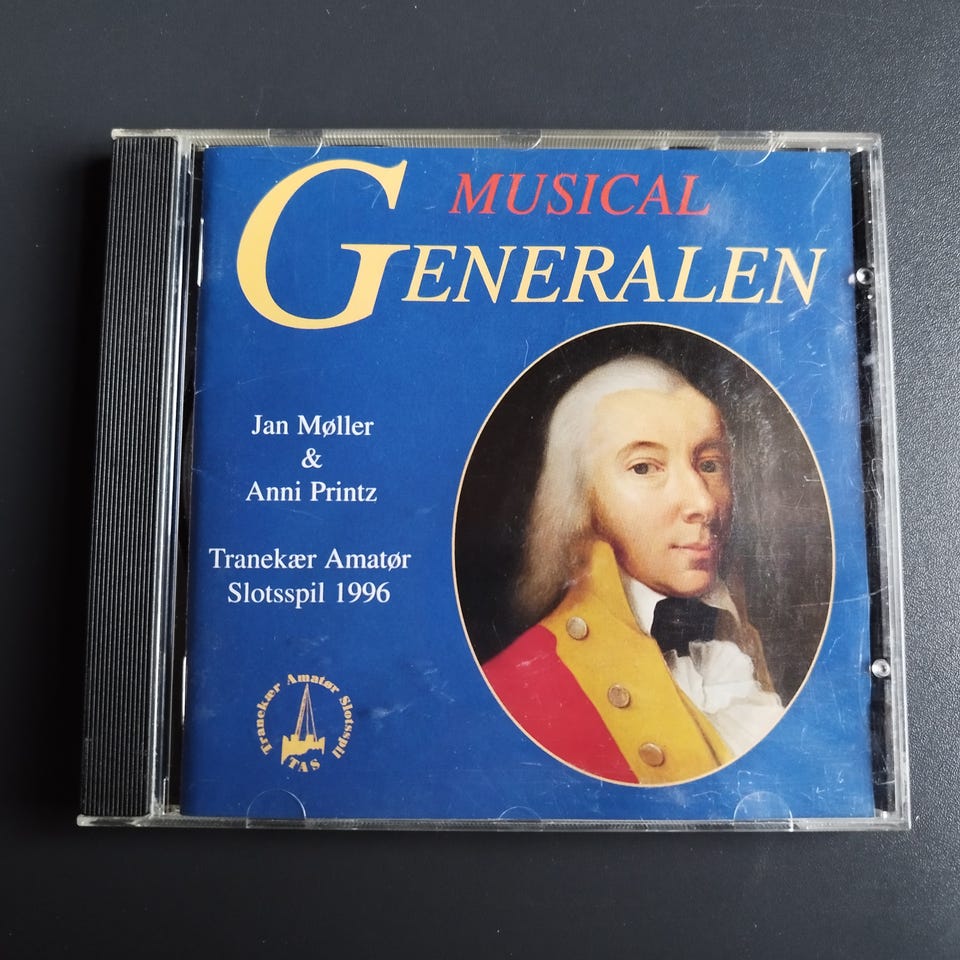 MUSICAL
GENERALEN
Jan Møller
&
Anni Printz
Tranekær Amatør
Slotsspil 1996
Tranekær Amatør Slotsspil
TAS